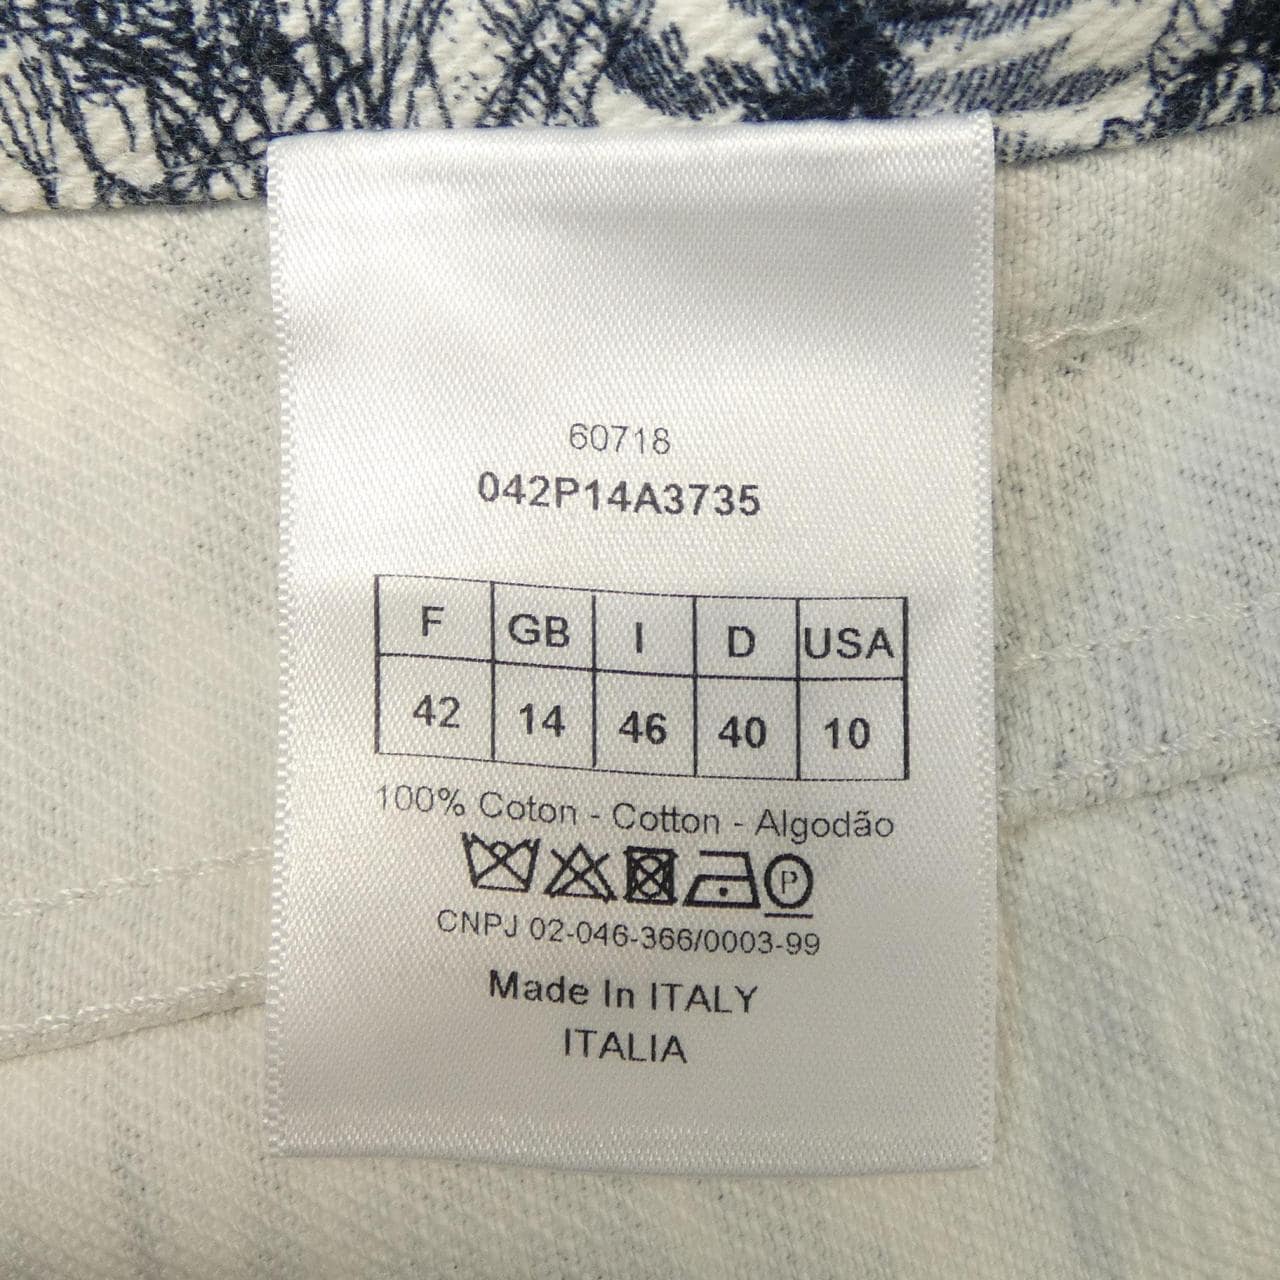 60718
042P14A3735
F GB I D USA
42 14 46 40 10
100% Coton - Cotton - Algodão
P
CNPJ 02-046-366/0003-99
Made In ITALY
ITALIA